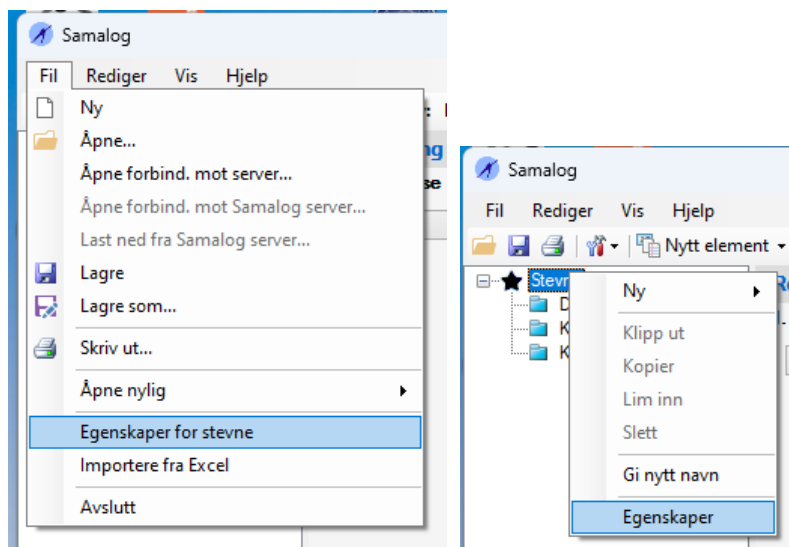 Samalog
Fil Rediger Vis Hjelp
Ny
Åpne...
Åpne forbind. mot server...
Åpne forbind. mot Samalog server...
Last ned fra Samalog server...
Lagre
Lagre som...
Skriv ut...
Åpne nylig
Egenskaper for stevne
Importere fra Excel
Avslutt
Samalog
Fil Rediger Vis Hjelp
Nytt element
D
K
K
Ny
Klipp ut
Kopier
Lim inn
Slett
Gi nytt navn
Egenskaper